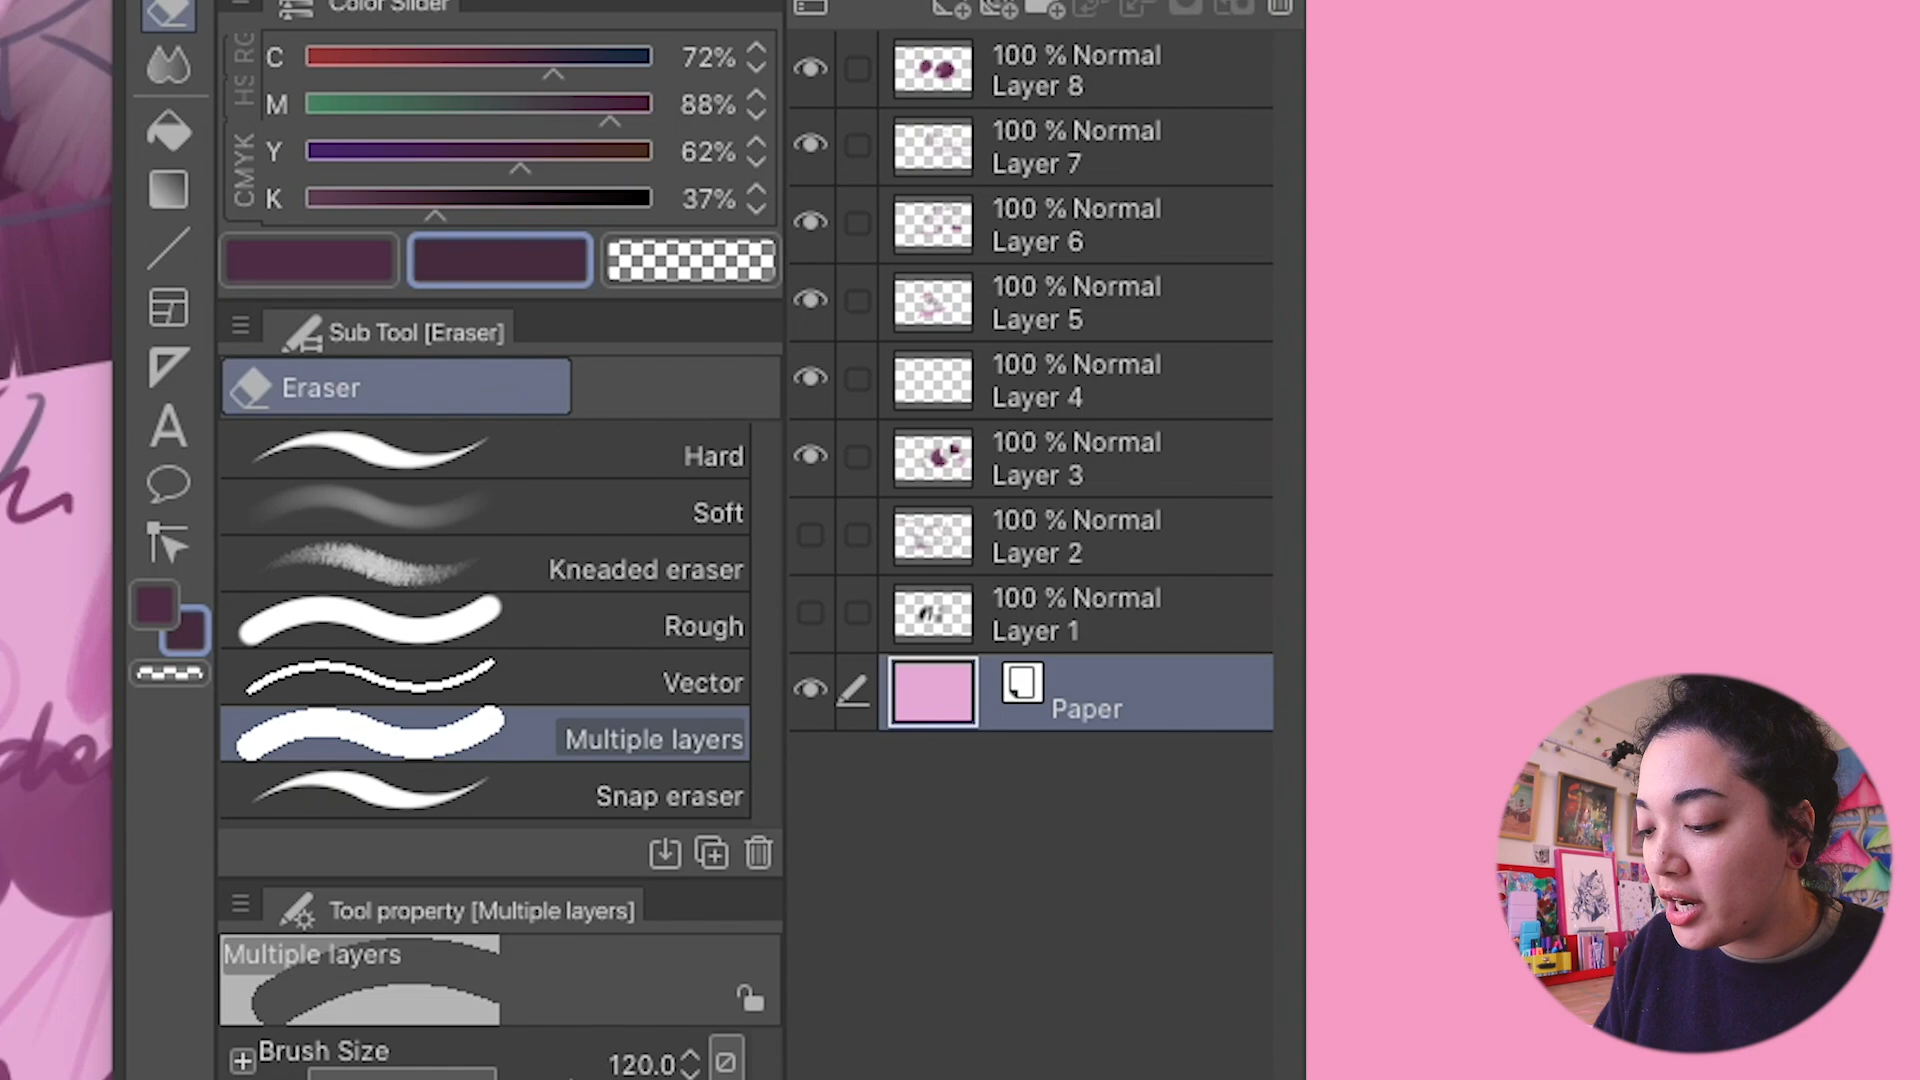 Color Slider
HS RG
CMYK
C 72%
M 88%
Y 62%
K 37%
Sub Tool [Eraser]
Eraser
Hard
Soft
Kneaded eraser
Rough
Vector
Multiple layers
Snap eraser
Tool property [Multiple layers]
Multiple layers
Brush Size 120.0
A
100 % Normal
Layer 8
100 % Normal
Layer 7
100 % Normal
Layer 6
100 % Normal
Layer 5
100 % Normal
Layer 4
100 % Normal
Layer 3
100 % Normal
Layer 2
100 % Normal
Layer 1
Paper